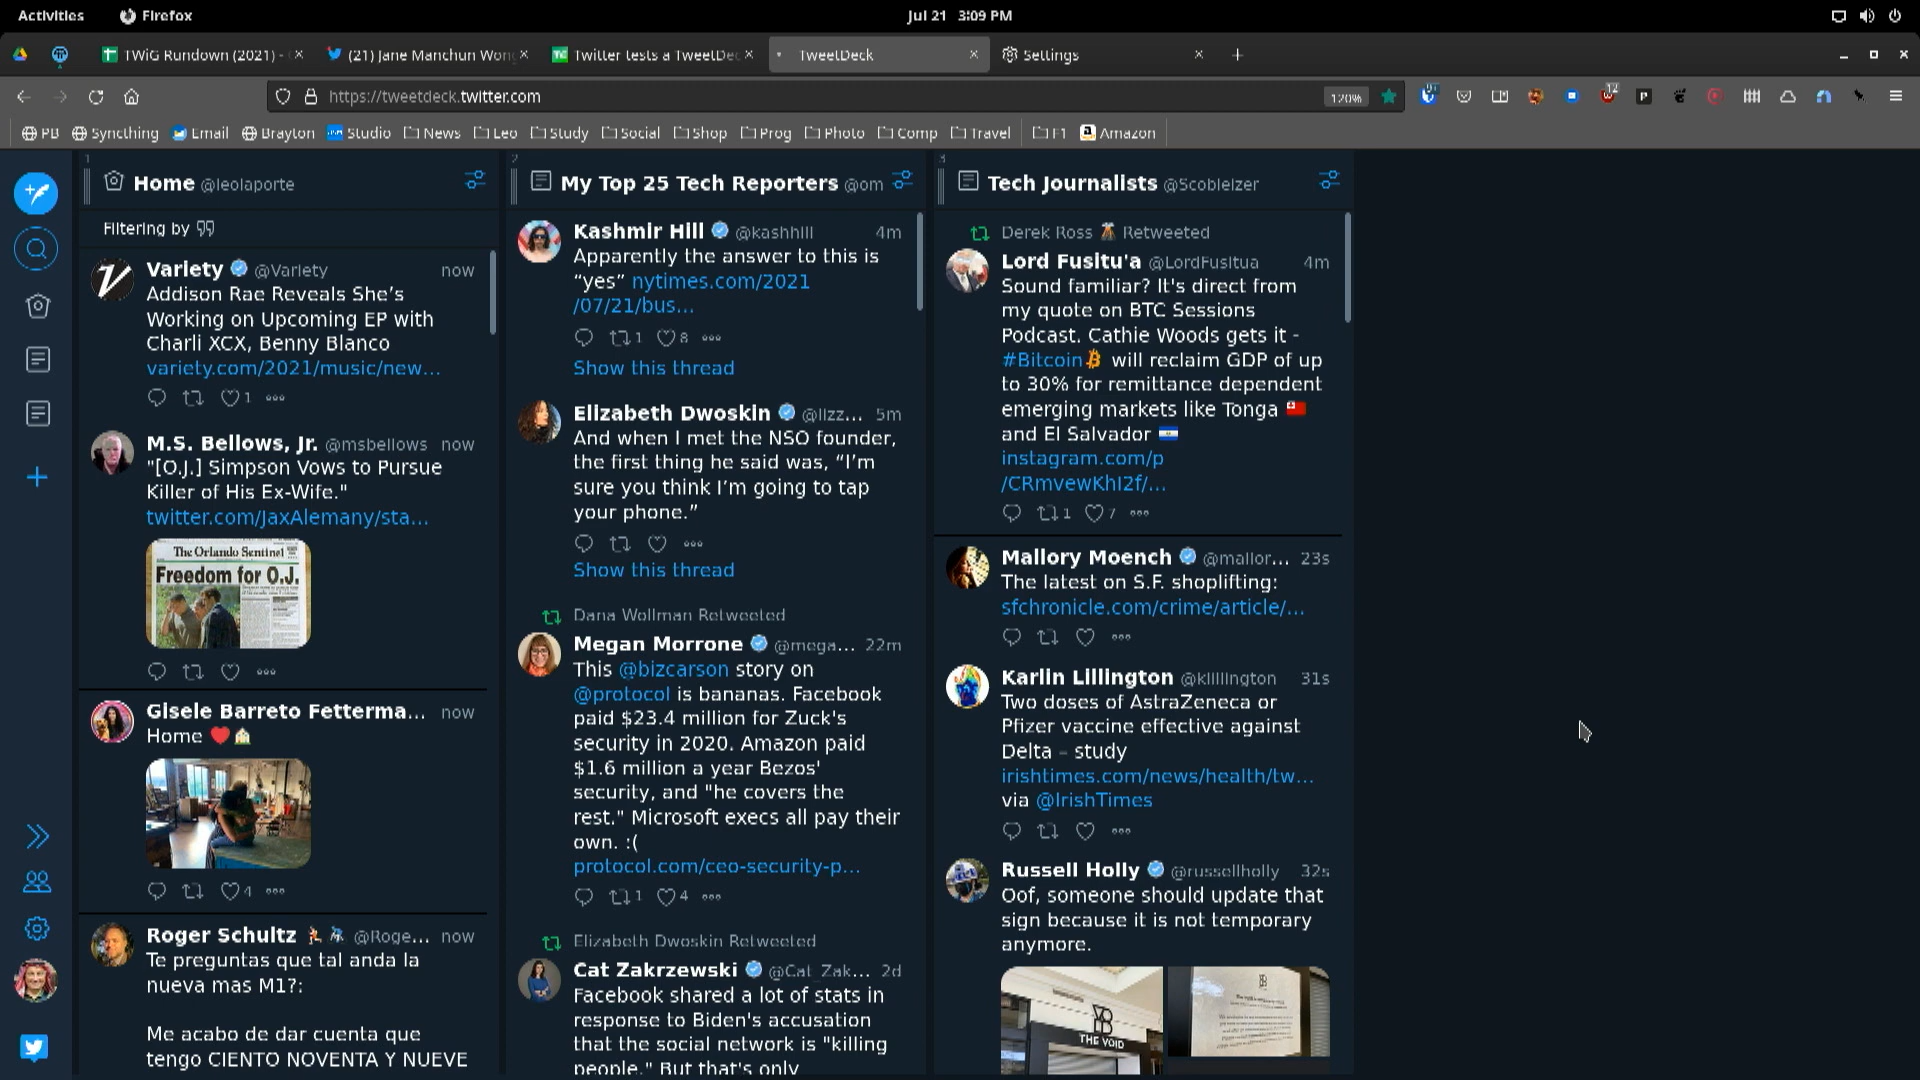 Activities
Firefox
Jul 21 3:09 PM
TWiG Rundown (2021) -
(21) Jane Manchun Wong
Twitter tests a TweetDec
TweetDeck
Settings
https://tweetdeck.twitter.com
120%
12
PB
Syncthing
Email
Brayton
Studio
News
Leo
Study
Social
Shop
Prog
Photo
Comp
Travel
F1
Amazon
1
Home @leolaporte
Filtering by
Variety @Variety now
Addison Rae Reveals She’s
Working on Upcoming EP with
Charli XCX, Benny Blanco
variety.com/2021/music/new…
1
M.S. Bellows, Jr. @msbellows now
"[O.J.] Simpson Vows to Pursue
Killer of His Ex-Wife."
twitter.com/JaxAlemany/sta…
The Orlando Sentinel
Freedom for O.J.
Gisele Barreto Fetterma… now
Home ❤️🏠
4
Roger Schultz @Roge… now
Te preguntas que tal anda la
nueva mas M1?:
Me acabo de dar cuenta que
tengo CIENTO NOVENTA Y NUEVE
2
My Top 25 Tech Reporters @om
Kashmir Hill @kashhill 4m
Apparently the answer to this is
“yes” nytimes.com/2021
/07/21/bus…
1 8
Show this thread
Elizabeth Dwoskin @lizz… 5m
And when I met the NSO founder,
the first thing he said was, “I’m
sure you think I’m going to tap
your phone.”
Show this thread
Dana Wollman Retweeted
Megan Morrone @mega… 22m
This @bizcarson story on
@protocol is bananas. Facebook
paid $23.4 million for Zuck's
security in 2020. Amazon paid
$1.6 million a year Bezos'
security, and "he covers the
rest." Microsoft execs all pay their
own. :(
protocol.com/ceo-security-p…
1 4
Elizabeth Dwoskin Retweeted
Cat Zakrzewski @Cat_Zak… 2d
Facebook shared a lot of stats in
response to Biden's accusation
that the social network is "killing
people." But that's only
3
Tech Journalists @Scobleizer
Derek Ross Retweeted
Lord Fusitu'a @LordFusitua 4m
Sound familiar? It's direct from
my quote on BTC Sessions
Podcast. Cathie Woods gets it -
#Bitcoin will reclaim GDP of up
to 30% for remittance dependent
emerging markets like Tonga 🇹🇴
and El Salvador 🇸🇻
instagram.com/p
/CRmvewKhI2f/…
1 7
Mallory Moench @mallor… 23s
The latest on S.F. shoplifting:
sfchronicle.com/crime/article/…
Karlin Lillington @klillington 31s
Two doses of AstraZeneca or
Pfizer vaccine effective against
Delta – study
irishtimes.com/news/health/tw…
via @IrishTimes
Russell Holly @russellholly 32s
Oof, someone should update that
sign because it is not temporary
anymore.
THE VOID